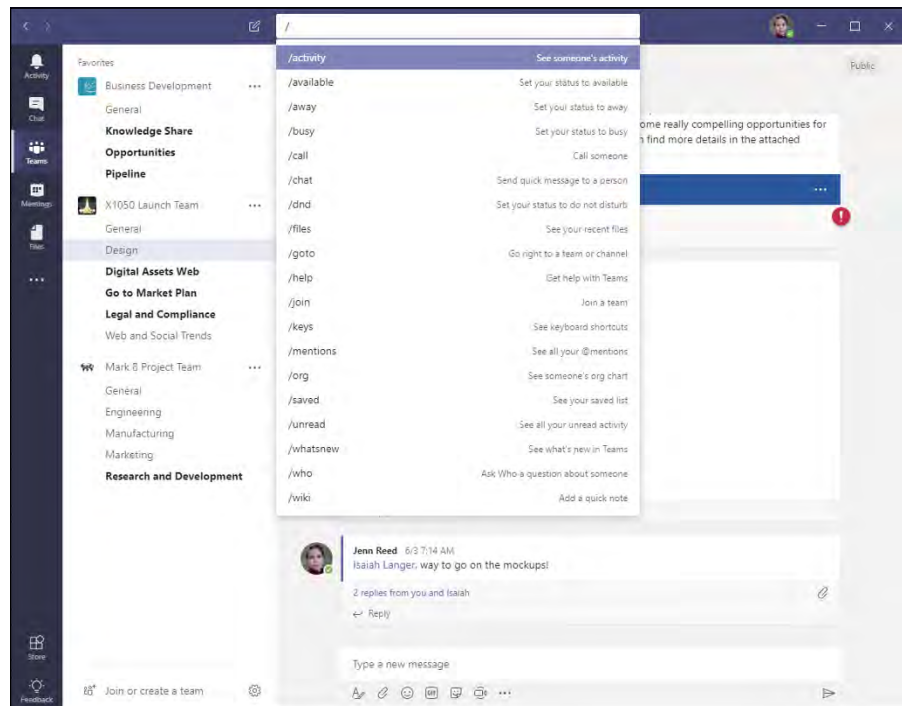 /
Activity
Chat
Teams
Meetings
Files
Store
Feedback
Favorites
Business Development
General
Knowledge Share
Opportunities
Pipeline
X1050 Launch Team
General
Design
Digital Assets Web
Go to Market Plan
Legal and Compliance
Web and Social Trends
Mark 8 Project Team
General
Engineering
Manufacturing
Marketing
Research and Development
Join or create a team
/activity See someone's activity
/available Set your status to available
/away Set your status to away
/busy Set your status to busy
/call Call someone
/chat Send quick message to a person
/dnd Set your status to do not disturb
/files See your recent files
/goto Go right to a team or channel
/help Get help with Teams
/join Join a team
/keys See keyboard shortcuts
/mentions See all your @mentions
/org See someone's org chart
/saved See your saved list
/unread See all your unread activity
/whatsnew See what's new in Teams
/who Ask Who a question about someone
/wiki Add a quick note
Public
ome really compelling opportunities for
find more details in the attached
Jenn Reed 6/3 7:14 AM
Isaiah Langer, way to go on the mockups!
2 replies from you and Isaiah
Reply
Type a new message
GIF